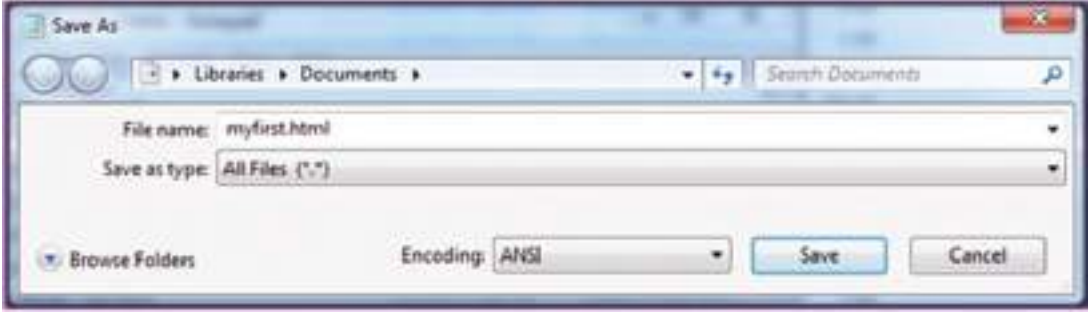 Save As
Libraries ▸ Documents ▸
Search Documents
File name: myfirst.html
Save as type: All Files (*.*)
Browse Folders
Encoding: ANSI
Save
Cancel